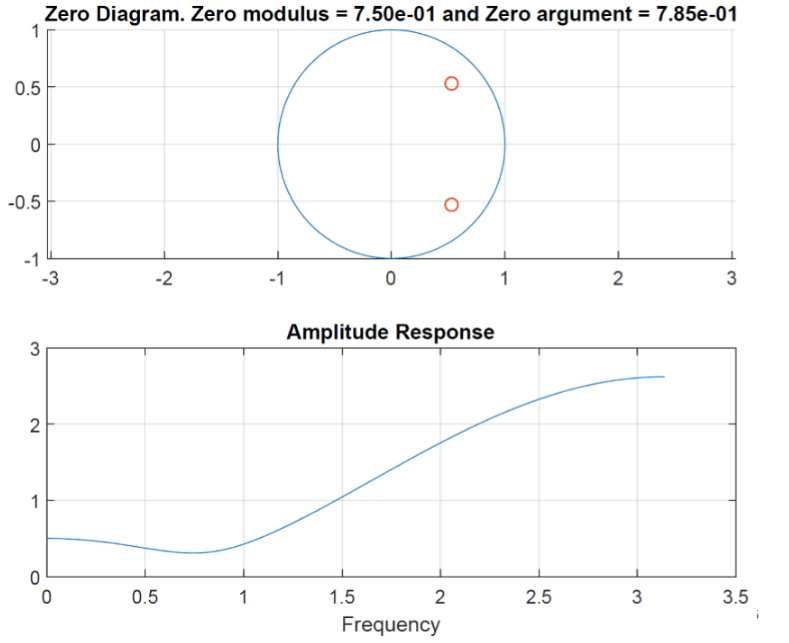 Zero Diagram. Zero modulus = 7.50e-01 and Zero argument = 7.85e-01
1
0.5
0
-0.5
-1
-3 -2 -1 0 1 2 3
Amplitude Response
3
2
1
0
0 0.5 1 1.5 2 2.5 3 3.5
Frequency